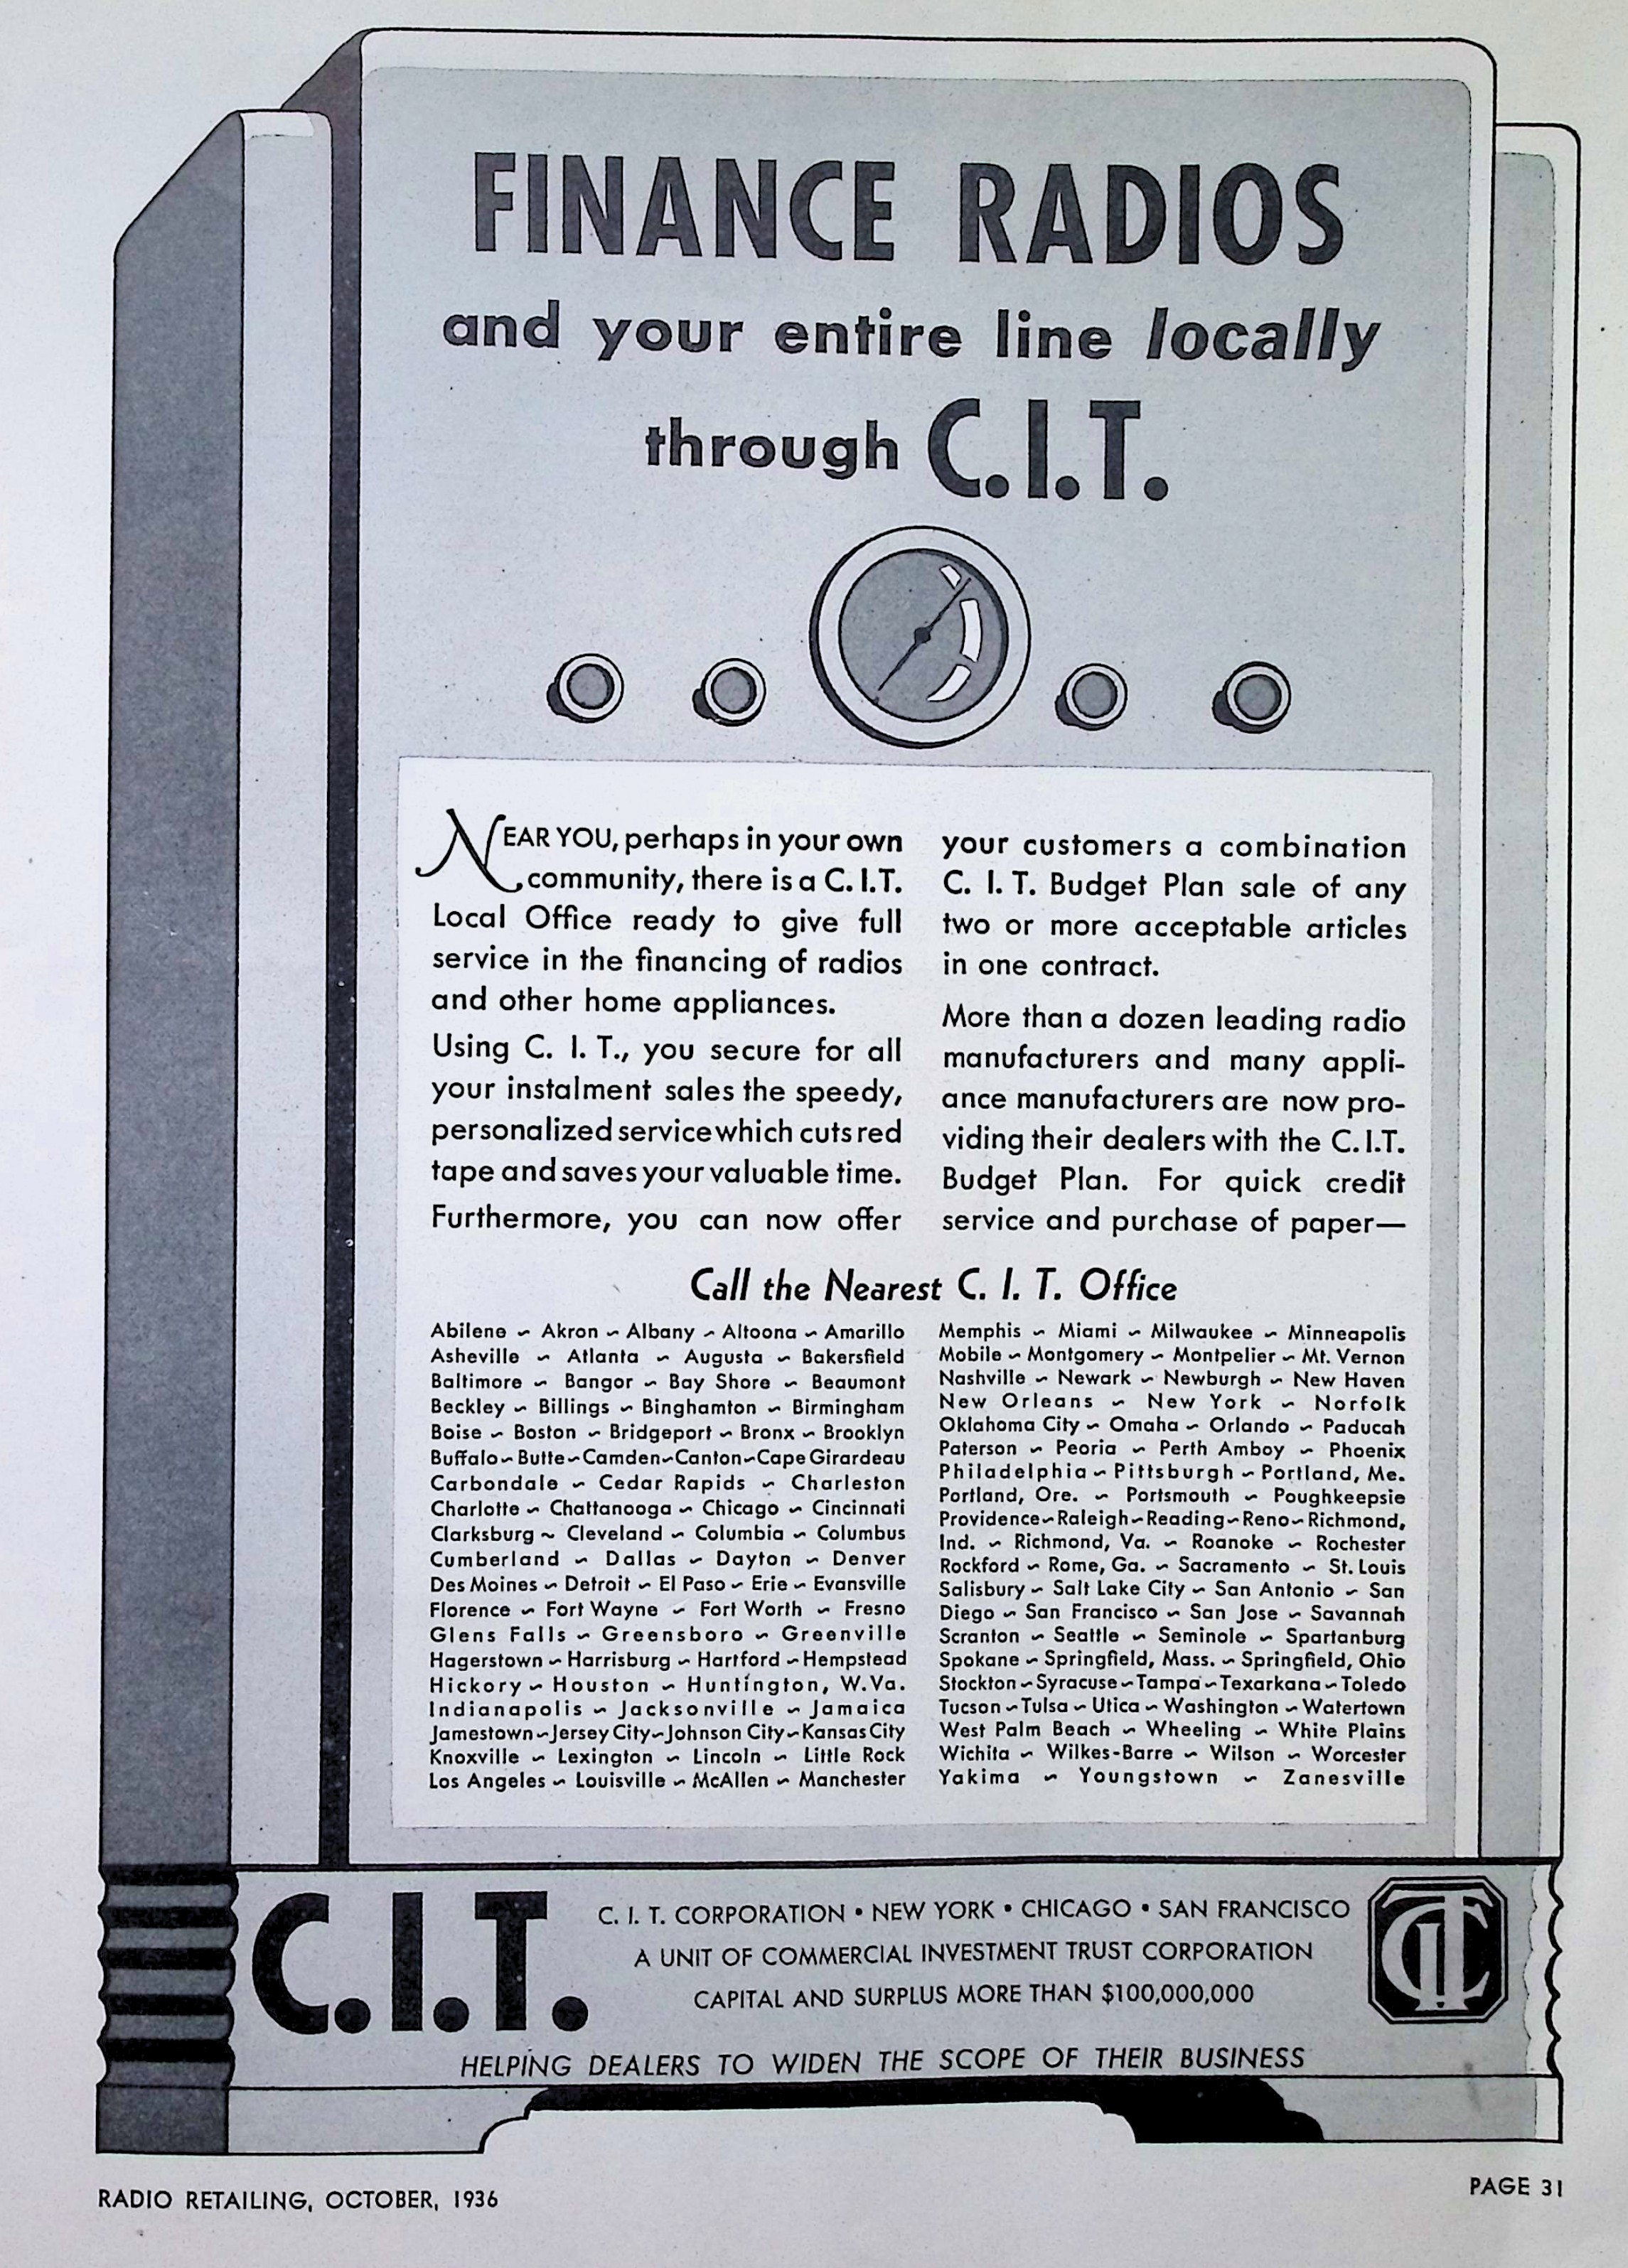 FINANCE RADIOS
and your entire line locally
through C.I.T.
NEAR YOU, perhaps in your own
community, there is a C. I.T.
Local Office ready to give full
service in the financing of radios
and other home appliances.
Using C. I. T., you secure for all
your instalment sales the speedy,
personalized service which cuts red
tape and saves your valuable time.
Furthermore, you can now offer
your customers a combination
C. I. T. Budget Plan sale of any
two or more acceptable articles
in one contract.
More than a dozen leading radio
manufacturers and many appli-
ance manufacturers are now pro-
viding their dealers with the C.I.T.
Budget Plan. For quick credit
service and purchase of paper—
Call the Nearest C. I. T. Office
Abilene ~ Akron ~ Albany ~ Altoona ~ Amarillo
Asheville ~ Atlanta ~ Augusta ~ Bakersfield
Baltimore ~ Bangor ~ Bay Shore ~ Beaumont
Beckley ~ Billings ~ Binghamton ~ Birmingham
Boise ~ Boston ~ Bridgeport ~ Bronx ~ Brooklyn
Buffalo ~ Butte ~ Camden ~ Canton ~ Cape Girardeau
Carbondale ~ Cedar Rapids ~ Charleston
Charlotte ~ Chattanooga ~ Chicago ~ Cincinnati
Clarksburg ~ Cleveland ~ Columbia ~ Columbus
Cumberland ~ Dallas ~ Dayton ~ Denver
Des Moines ~ Detroit ~ El Paso ~ Erie ~ Evansville
Florence ~ Fort Wayne ~ Fort Worth ~ Fresno
Glens Falls ~ Greensboro ~ Greenville
Hagerstown ~ Harrisburg ~ Hartford ~ Hempstead
Hickory ~ Houston ~ Huntington, W.Va.
Indianapolis ~ Jacksonville ~ Jamaica
Jamestown ~ Jersey City ~ Johnson City ~ Kansas City
Knoxville ~ Lexington ~ Lincoln ~ Little Rock
Los Angeles ~ Louisville ~ McAllen ~ Manchester
Memphis ~ Miami ~ Milwaukee ~ Minneapolis
Mobile ~ Montgomery ~ Montpelier ~ Mt. Vernon
Nashville ~ Newark ~ Newburgh ~ New Haven
New Orleans ~ New York ~ Norfolk
Oklahoma City ~ Omaha ~ Orlando ~ Paducah
Paterson ~ Peoria ~ Perth Amboy ~ Phoenix
Philadelphia ~ Pittsburgh ~ Portland, Me.
Portland, Ore. ~ Portsmouth ~ Poughkeepsie
Providence ~ Raleigh ~ Reading ~ Reno ~ Richmond,
Ind. ~ Richmond, Va. ~ Roanoke ~ Rochester
Rockford ~ Rome, Ga. ~ Sacramento ~ St. Louis
Salisbury ~ Salt Lake City ~ San Antonio ~ San
Diego ~ San Francisco ~ San Jose ~ Savannah
Scranton ~ Seattle ~ Seminole ~ Spartanburg
Spokane ~ Springfield, Mass. ~ Springfield, Ohio
Stockton ~ Syracuse ~ Tampa ~ Texarkana ~ Toledo
Tucson ~ Tulsa ~ Utica ~ Washington ~ Watertown
West Palm Beach ~ Wheeling ~ White Plains
Wichita ~ Wilkes-Barre ~ Wilson ~ Worcester
Yakima ~ Youngstown ~ Zanesville
C.I.T.
C. I. T. CORPORATION • NEW YORK • CHICAGO • SAN FRANCISCO
A UNIT OF COMMERCIAL INVESTMENT TRUST CORPORATION
CAPITAL AND SURPLUS MORE THAN $100,000,000
CIT
HELPING DEALERS TO WIDEN THE SCOPE OF THEIR BUSINESS
RADIO RETAILING, OCTOBER, 1936
PAGE 31